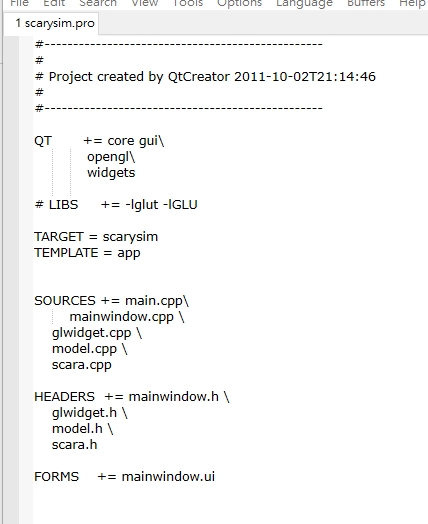 File Edit Search View Tools Options Language Buffers Help
1 scarysim.pro
#-------------------------------------------------
#
# Project created by QtCreator 2011-10-02T21:14:46
#
#-------------------------------------------------
QT += core gui\
opengl\
widgets
# LIBS += -lglut -lGLU
TARGET = scarysim
TEMPLATE = app
SOURCES += main.cpp\
mainwindow.cpp \
glwidget.cpp \
model.cpp \
scara.cpp
HEADERS += mainwindow.h \
glwidget.h \
model.h \
scara.h
FORMS += mainwindow.ui